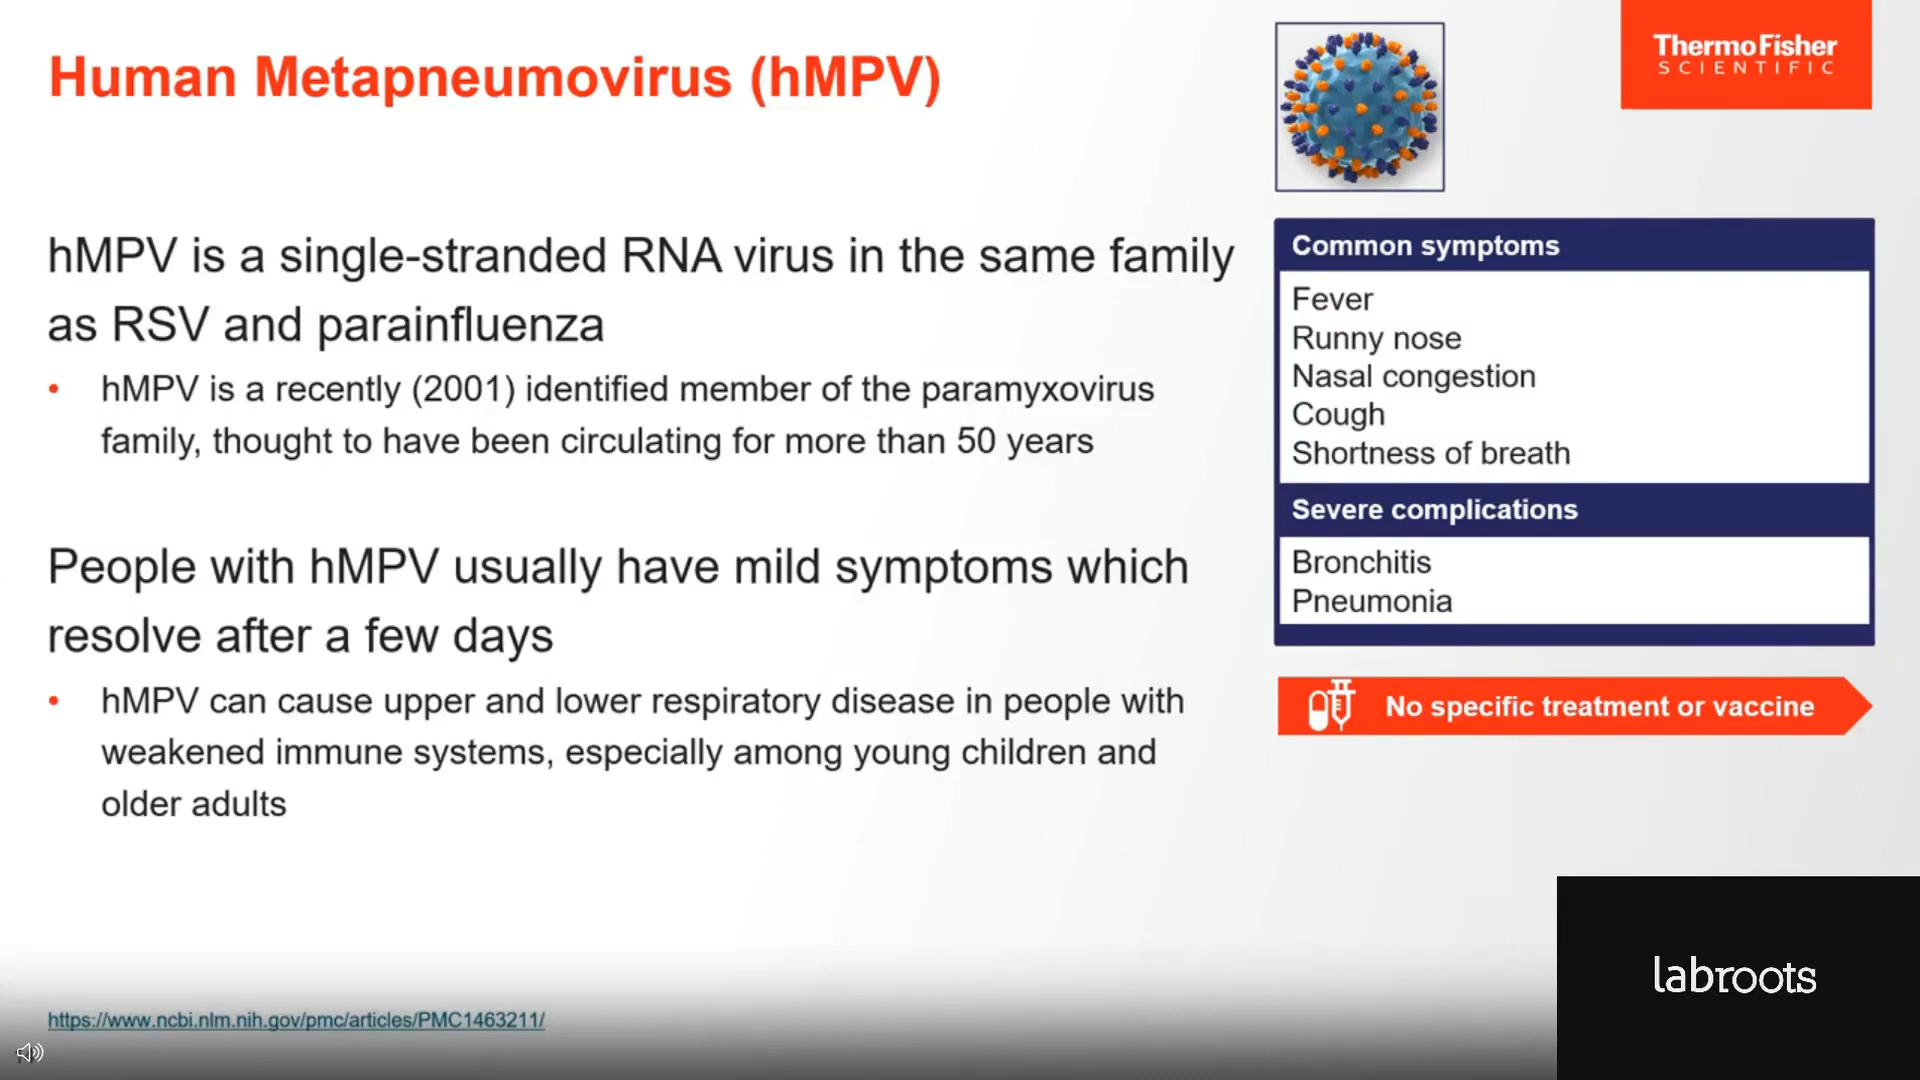 Human Metapneumovirus (hMPV)
ThermoFisher
SCIENTIFIC
hMPV is a single-stranded RNA virus in the same family
as RSV and parainfluenza
• hMPV is a recently (2001) identified member of the paramyxovirus
family, thought to have been circulating for more than 50 years
People with hMPV usually have mild symptoms which
resolve after a few days
• hMPV can cause upper and lower respiratory disease in people with
weakened immune systems, especially among young children and
older adults
Common symptoms
Fever
Runny nose
Nasal congestion
Cough
Shortness of breath
Severe complications
Bronchitis
Pneumonia
No specific treatment or vaccine
labroots
https://www.ncbi.nlm.nih.gov/pmc/articles/PMC1463211/